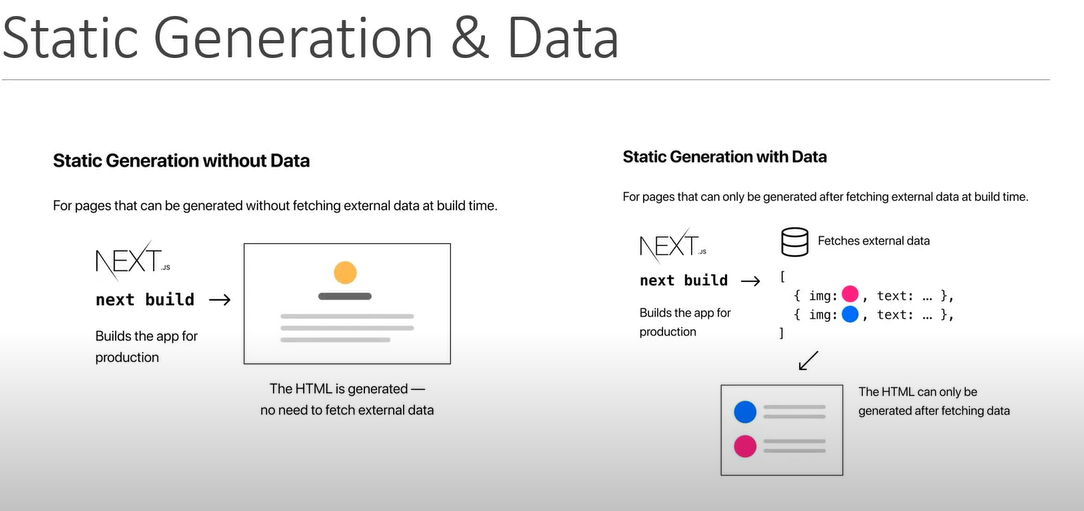 Static Generation & Data
Static Generation without Data
For pages that can be generated without fetching external data at build time.
NEXT.JS
next build →
Builds the app for
production
The HTML is generated —
no need to fetch external data
Static Generation with Data
For pages that can only be generated after fetching external data at build time.
NEXT.JS
Fetches external data
next build →
Builds the app for
production
[
{ img: , text: … },
{ img: , text: … },
]
The HTML can only be
generated after fetching data